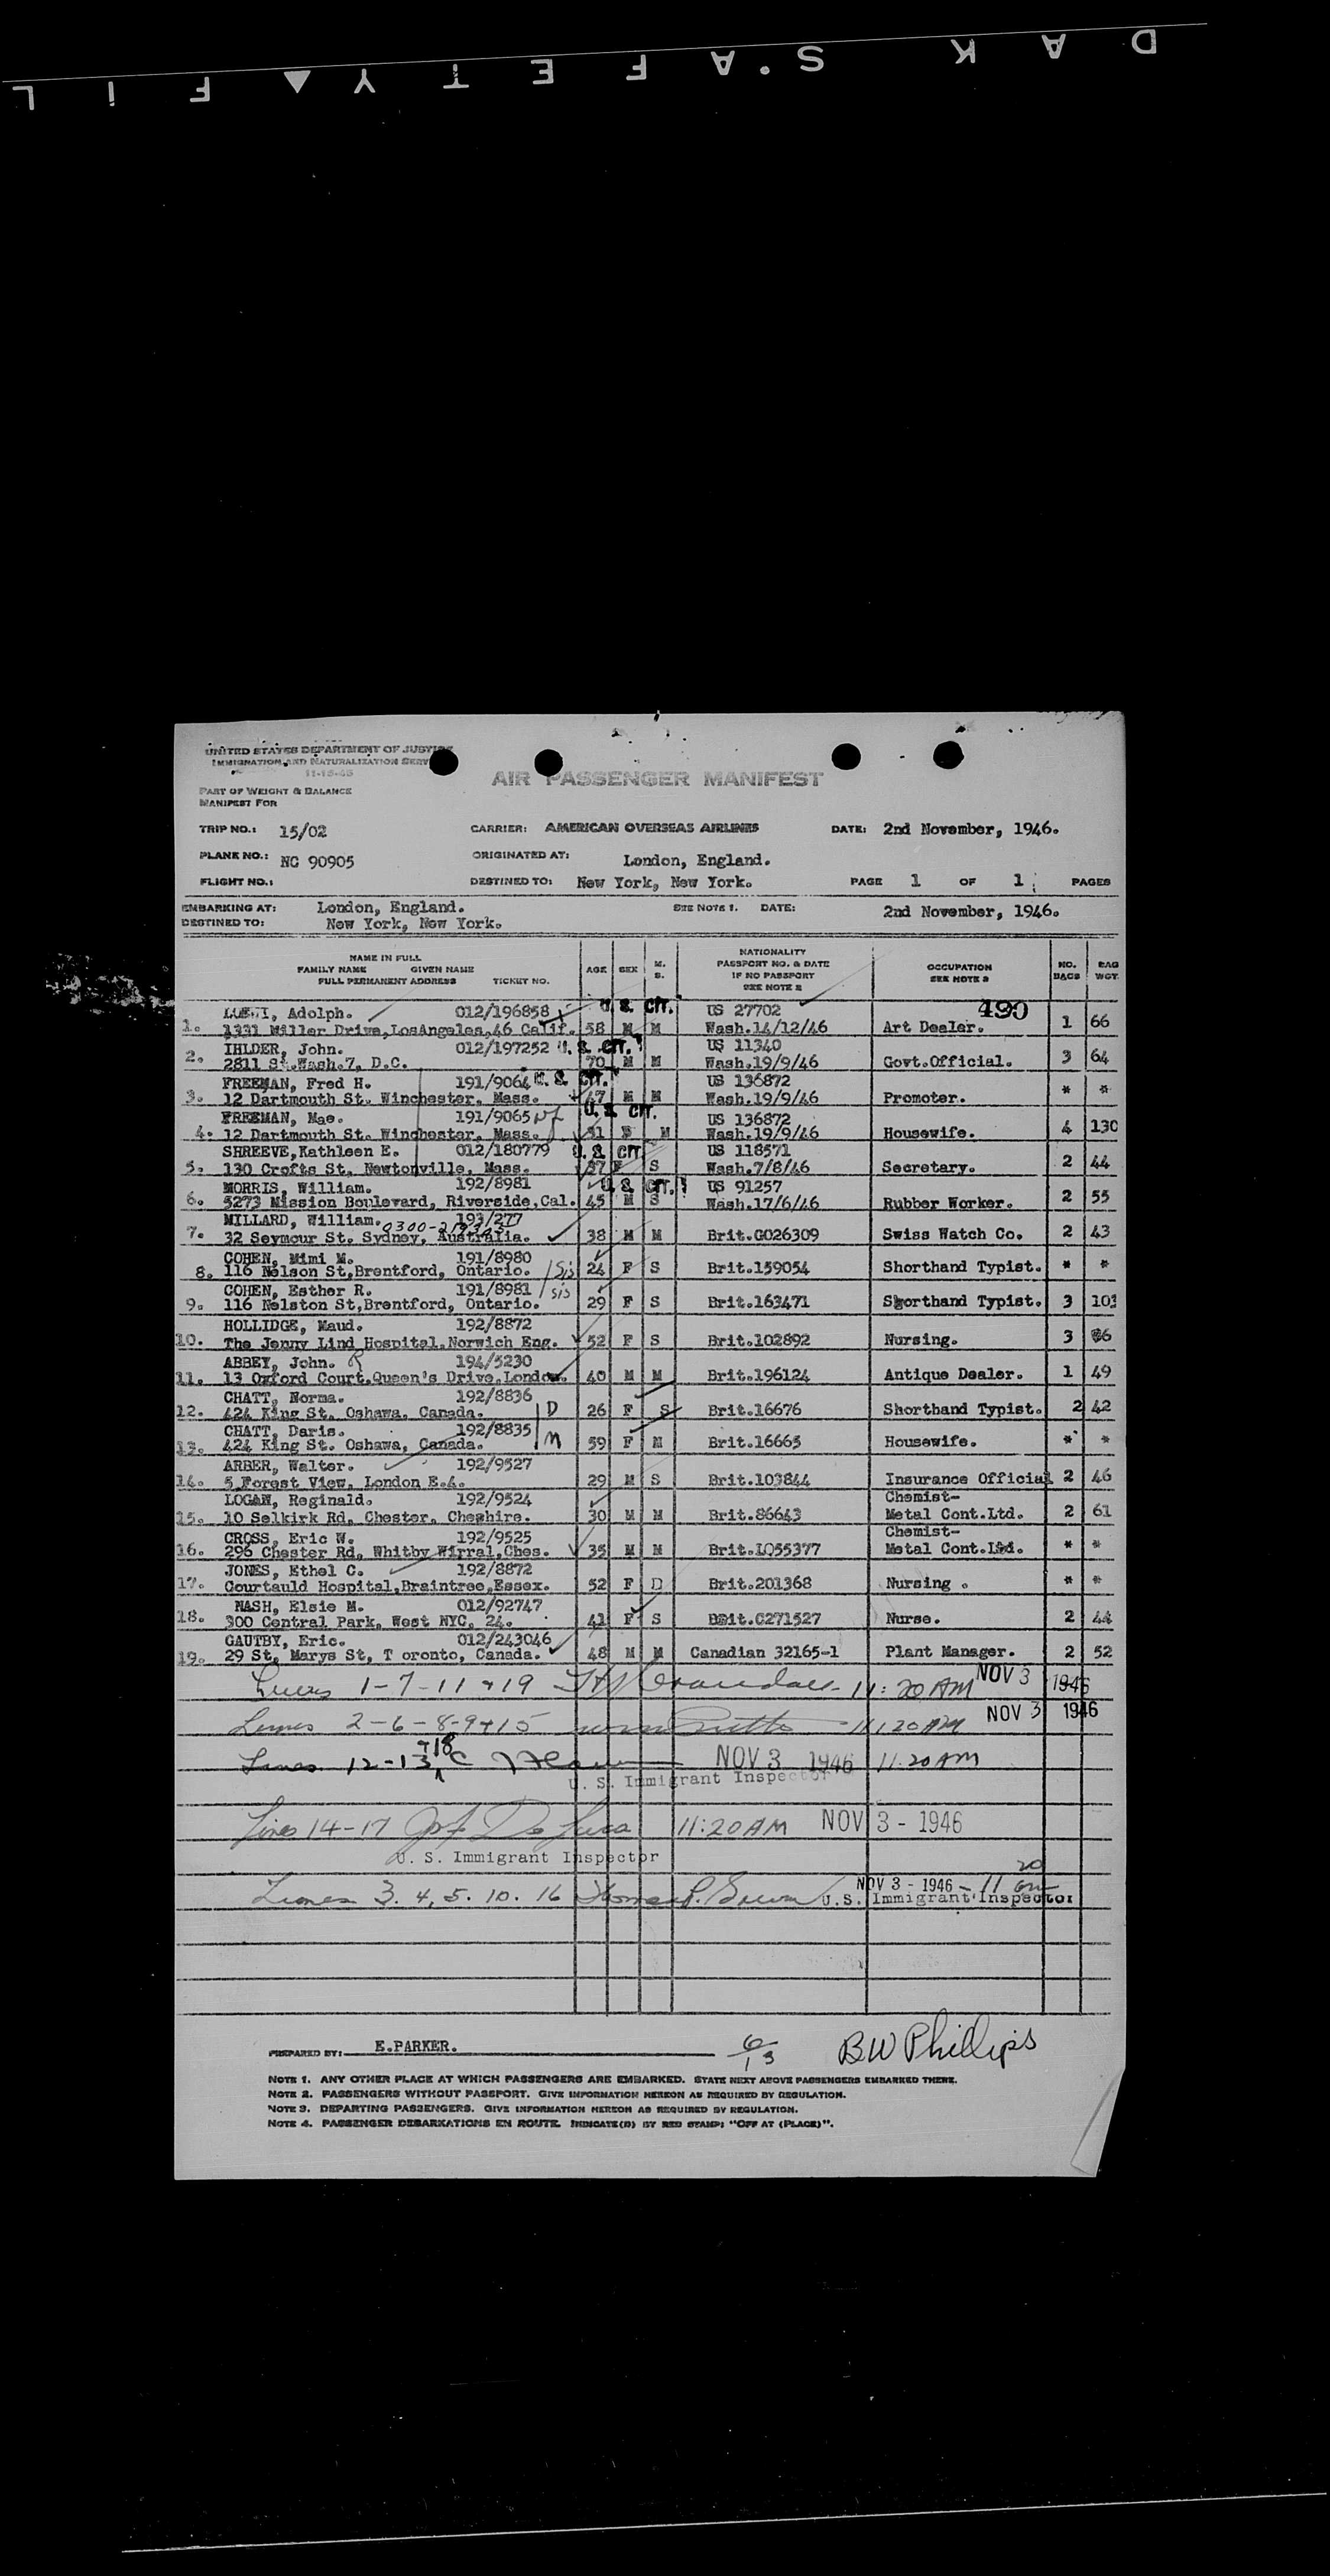 UNITED STATES DEPARTMENT OF JUSTICE
IMMIGRATION AND NATURALIZATION SERV
11-15-45
AIR PASSENGER MANIFEST
PART OF WEIGHT & BALANCE
MANIFEST FOR
TRIP NO.: 15/02 CARRIER: AMERICAN OVERSEAS AIRLINES DATE: 2nd November, 1946.
PLANE NO.: NC 90905 ORIGINATED AT: London, England.
FLIGHT NO.: DESTINED TO: New York, New York. PAGE 1 OF 1 PAGES
EMBARKING AT: London, England. SEE NOTE 1. DATE: 2nd November, 1946.
DESTINED TO: New York, New York.
NAME IN FULL
FAMILY NAME GIVEN NAME
FULL PERMANENT ADDRESS TICKET NO.
AGE SEX M. S.
NATIONALITY
PASSPORT NO. & DATE
IF NO PASSPORT
SEE NOTE 2
OCCUPATION
SEE NOTE 3
NO. BAGS BAG WGT.
490
Adolph. 012/196858 U. S. CIT. US 27702
1. 1331 Miller Drive, LosAngeles, 46 Calif. 58 M M Wash.14/12/46 Art Dealer. 1 66
IHLDER, John. 012/197252 U. S. CIT. US 11340
2. 2811 St.Wash.7, D.C. 70 M M Wash.19/9/46 Govt.Official. 3 64
FREEMAN, Fred H. 191/9064 U. S. CIT. US 136872
3. 12 Dartmouth St. Winchester, Mass. 47 M M Wash.19/9/46 Promoter. * *
FREEMAN, Mae. 191/9065 U. S. CIT. US 136872
4. 12 Dartmouth St. Winchester, Mass. M Wash.19/9/46 Housewife. 4 130
SHREEVE,Kathleen E. 012/180779 U. S. CIT. US 118571
5. 130 Crofts St. Newtonville, Mass. 37 F S Wash.7/8/46 Secretary. 2 44
MORRIS, William. 192/8981 U. S. CIT. US 91257
6. 5273 Mission Boulevard, Riverside,Cal. 45 M S Wash.17/6/46 Rubber Worker. 2 55
MILLARD, William. 193/277
7. 32 Seymour St. Sydney, Australia. 38 M M Brit.C026309 Swiss Watch Co. 2 43
COHEN, Mimi M. 191/8980
8. 116 Nelson St,Brentford, Ontario. Sis 24 F S Brit.159054 Shorthand Typist. * *
COHEN, Esther R. 191/8981 sis
9. 116 Nelston St,Brentford, Ontario. 29 F S Brit.163471 Shorthand Typist. 3 101
HOLLIDGE, Maud. 192/8872
10. The Jenny Lind Hospital,Norwich Eng. 52 F S Brit.102892 Nursing. 3 86
ABBEY, John. R 194/5230
11. 13 Oxford Court,Queen's Drive,London. 40 M M Brit.196124 Antique Dealer. 1 49
CHATT, Norma. 192/8836
12. 424 King St. Oshawa, Canada. D 26 F S Brit.16676 Shorthand Typist. 2 42
CHATT, Daris. 192/8835
13. 424 King St. Oshawa, Canada. M 59 F M Brit.16665 Housewife. * *
ARBER, Walter. 192/9527
14. 5 Forest View, London E.4. 29 M S Brit.103844 Insurance Official 2 46
LOGAN, Reginald. 192/9524 Chemist-
15. 10 Selkirk Rd, Chester, Cheshire. 30 M M Brit.86643 Metal Cont.Ltd. 2 61
CROSS, Eric W. 192/9525 Chemist-
16. 296 Chester Rd, Whitby Wirral,Ches. 35 M M Brit.L055377 Metal Cont.Ltd. * *
JONES, Ethel C. 192/8872
17. Courtauld Hospital,Braintree,Essex. 52 F D Brit.201368 Nursing . * *
NASH, Elsie M. 012/92747
18. 300 Central Park, West NYC, 24. 41 F S Brit.C271527 Nurse. 2 44
GAUTBY, Eric. 012/243046
19. 29 St. Marys St, T oronto, Canada. 48 M M Canadian 32165-1 Plant Manager. 2 52
Lines 1-7-11+19 11:20 AM NOV 3 1946
Lines 2-6-8-9+15 11:20 AM NOV 3 1946
Lines 12-13 +18 NOV 3 1946 11:20 AM
U. S. Immigrant Inspector
Lines 14-17 11:20 AM NOV 3 - 1946
U. S. Immigrant Inspector
Lines 3. 4, 5. 10. 16 NOV 3 - 1946 - 11 20 am
U.S. Immigrant Inspector
PREPARED BY: E.PARKER. 6/13 BW Phillips
NOTE 1. ANY OTHER PLACE AT WHICH PASSENGERS ARE EMBARKED. STATE NEXT ABOVE PASSENGERS EMBARKED THERE.
NOTE 2. PASSENGERS WITHOUT PASSPORT. GIVE INFORMATION HEREON AS REQUIRED BY REGULATION.
NOTE 3. DEPARTING PASSENGERS. GIVE INFORMATION HEREON AS REQUIRED BY REGULATION.
NOTE 4. PASSENGER DEBARKATIONS EN ROUTE. INDICATE(D) BY RED STAMP: "OFF AT (PLACE)".